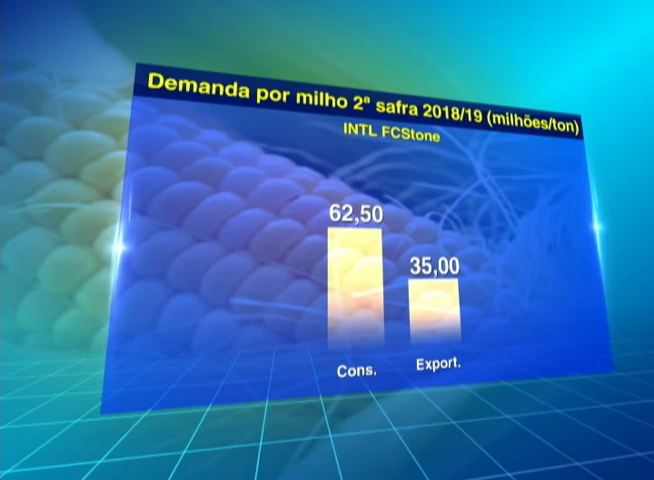 Demanda por milho 2ª safra 2018/19 (milhões/ton)
INTL FCStone
62,50
35,00
Cons.
Export.